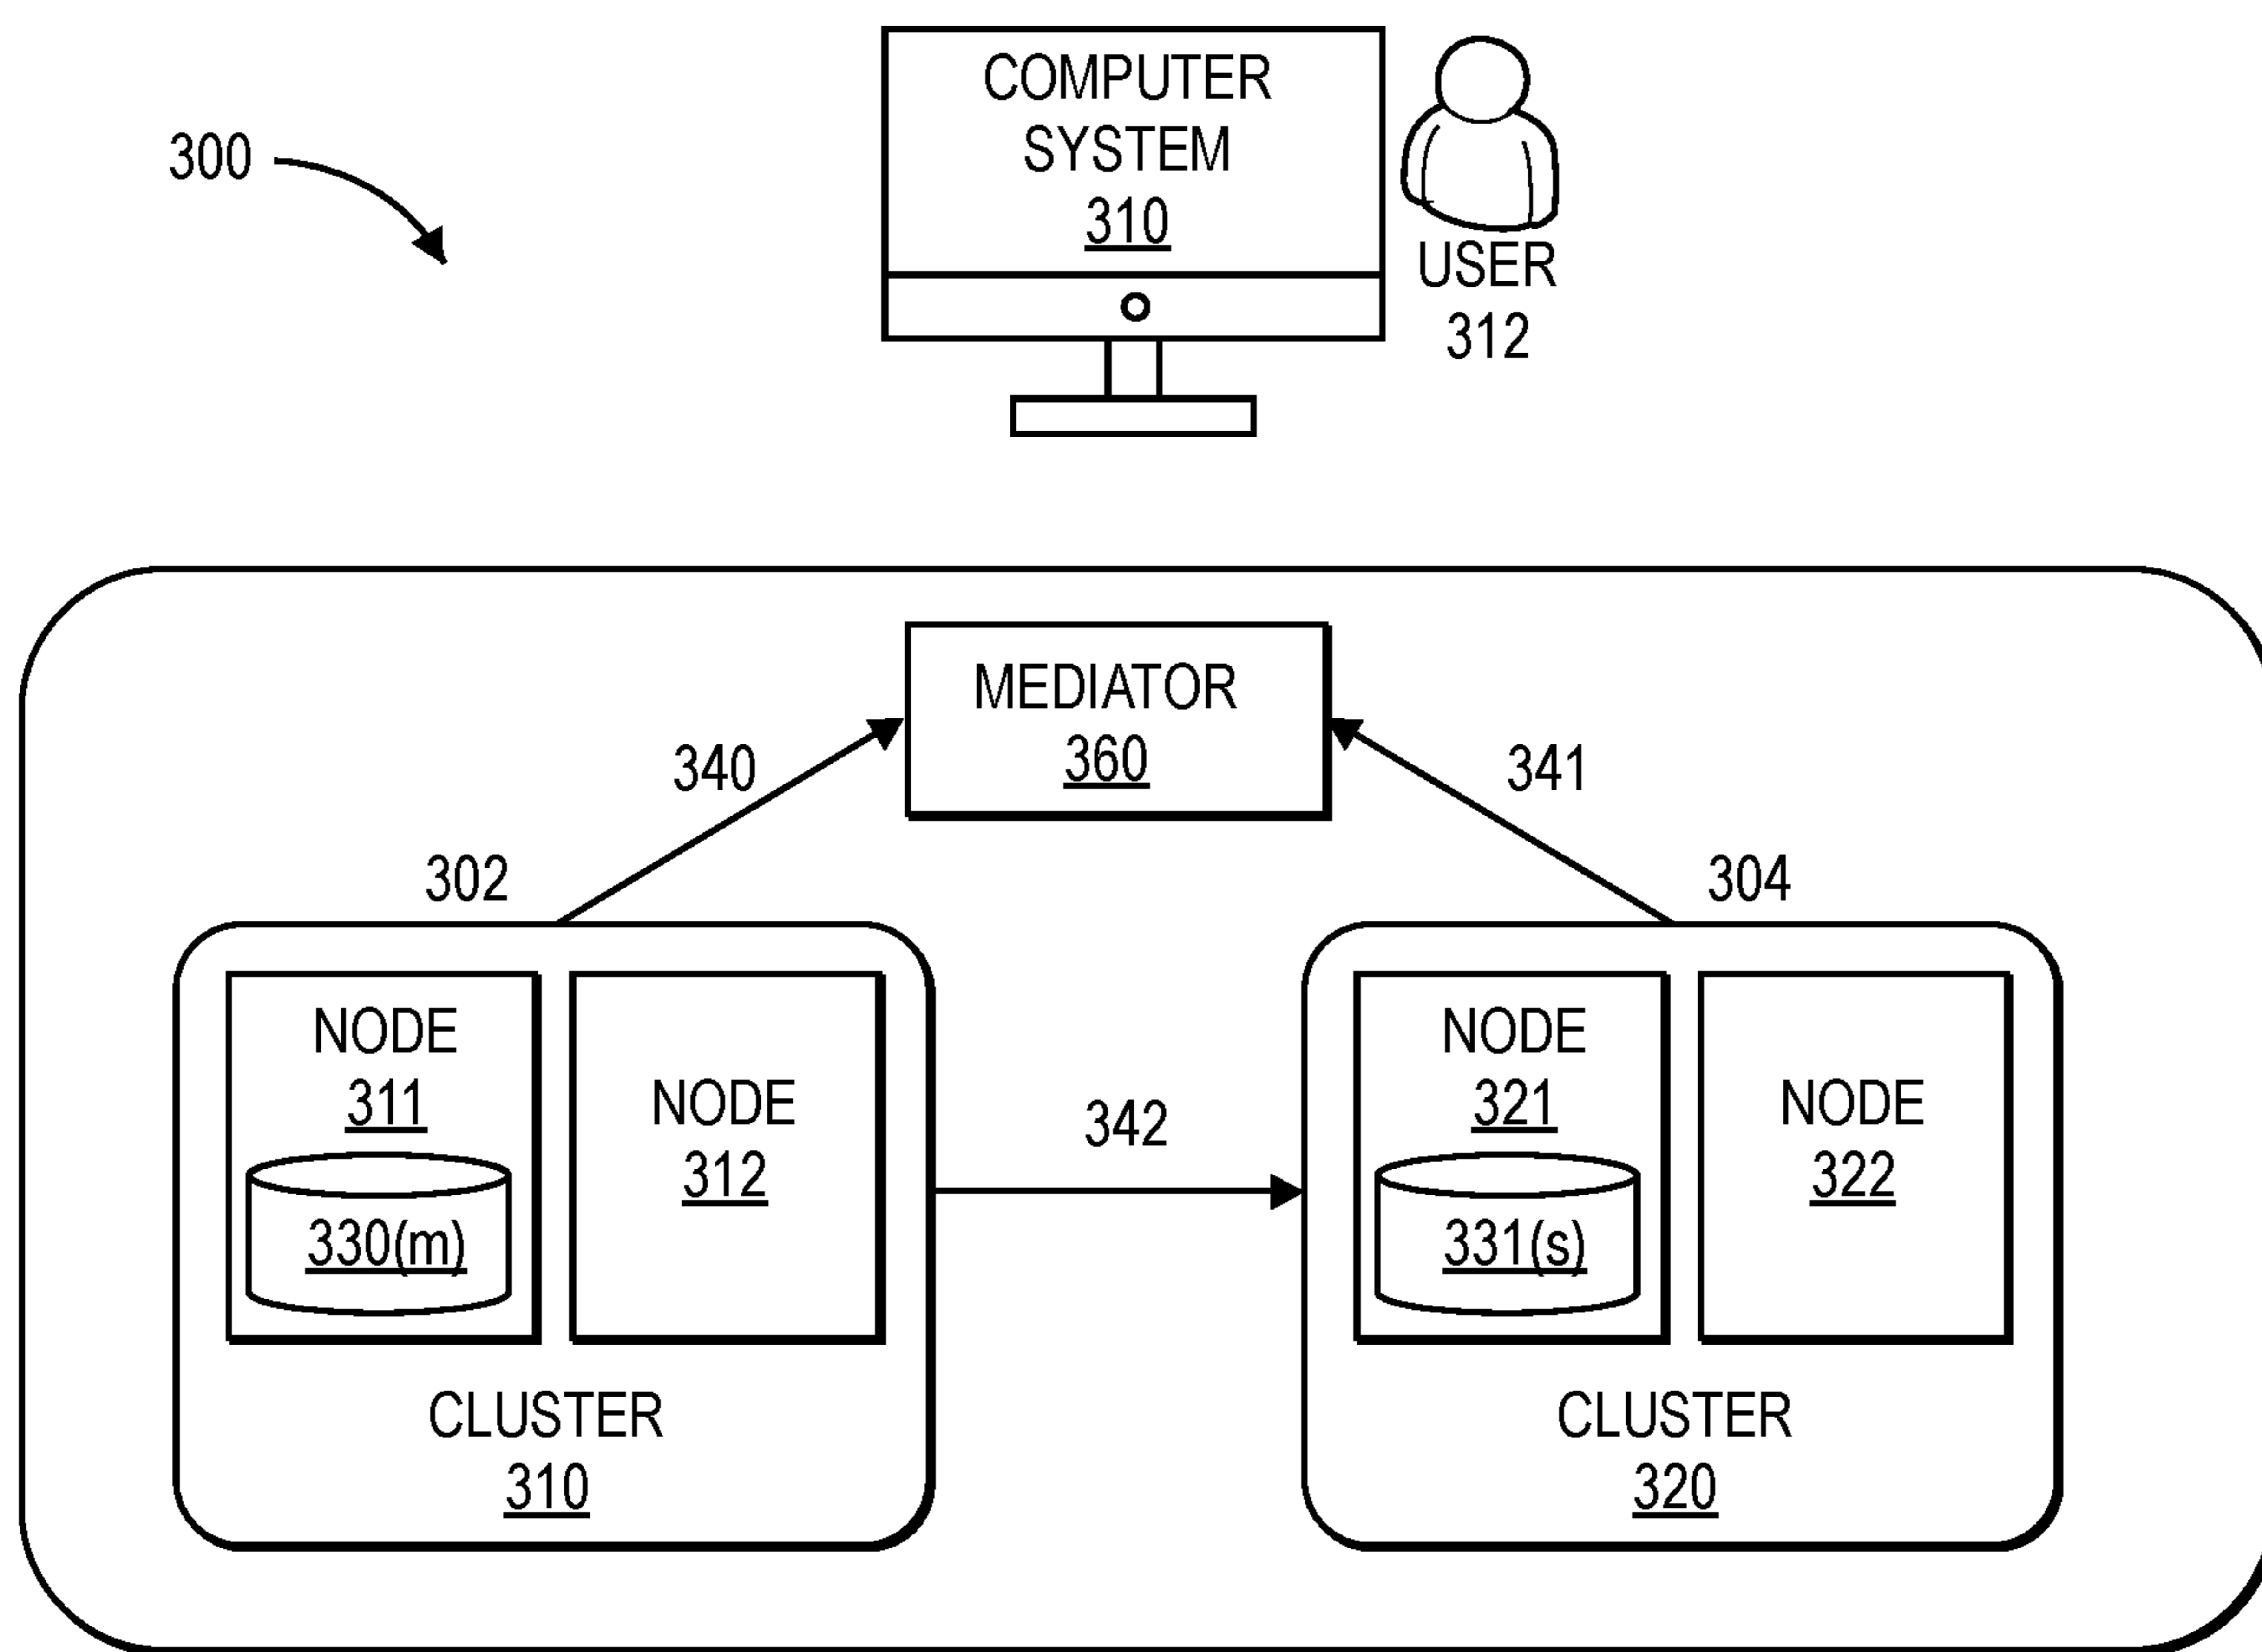 COMPUTER
SYSTEM
310
300
USER
312
MEDIATOR
360
340
341
302
304
NODE
311
330(m)
NODE
312
CLUSTER
310
342
NODE
321
331(s)
NODE
322
CLUSTER
320